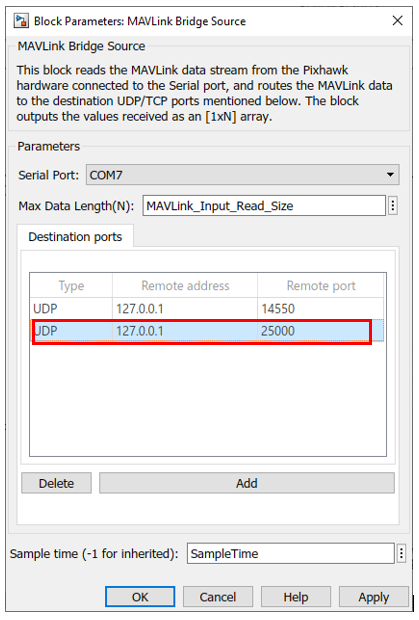 Block Parameters: MAVLink Bridge Source
MAVLink Bridge Source
This block reads the MAVLink data stream from the Pixhawk
hardware connected to the Serial port, and routes the MAVLink data
to the destination UDP/TCP ports mentioned below. The block
outputs the values received as an [1xN] array.
Parameters
Serial Port: COM7
Max Data Length(N): MAVLink_Input_Read_Size
Destination ports
Type Remote address Remote port
UDP 127.0.0.1 14550
UDP 127.0.0.1 25000
Delete Add
Sample time (-1 for inherited): SampleTime
OK Cancel Help Apply